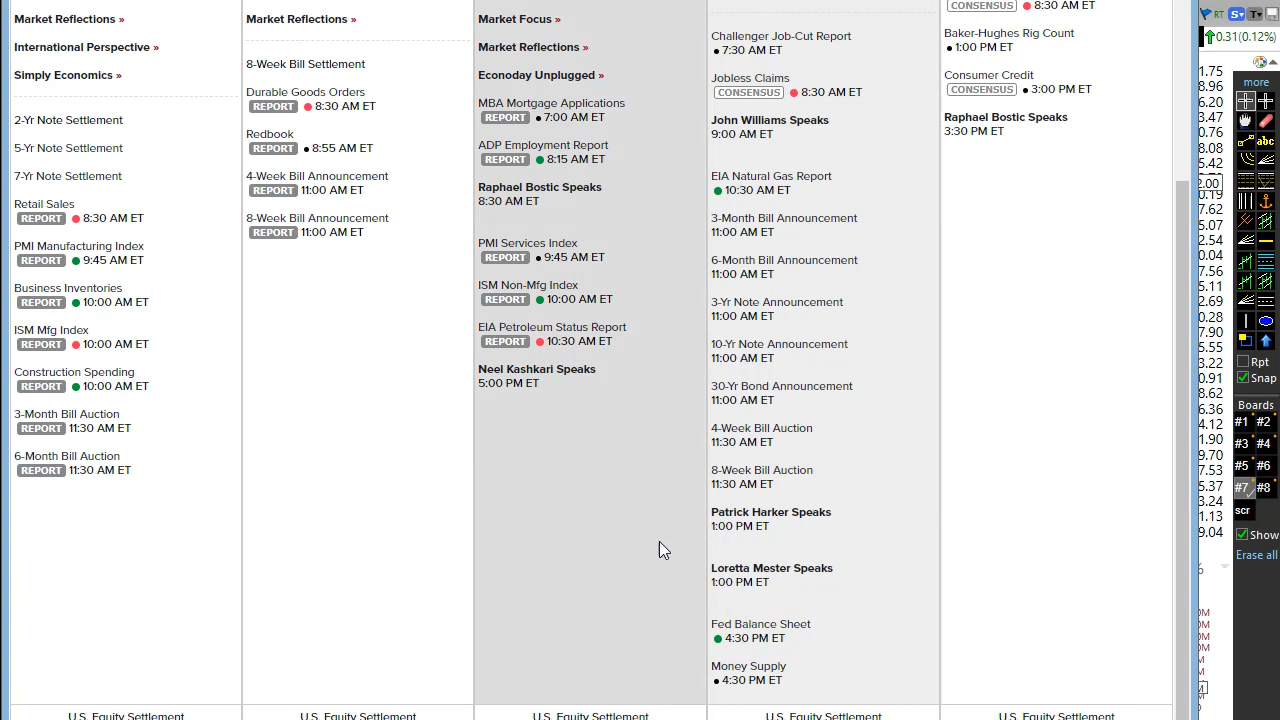 Market Reflections »
International Perspective »
Simply Economics »
2-Yr Note Settlement
5-Yr Note Settlement
7-Yr Note Settlement
Retail Sales
REPORT 8:30 AM ET
PMI Manufacturing Index
REPORT 9:45 AM ET
Business Inventories
REPORT 10:00 AM ET
ISM Mfg Index
REPORT 10:00 AM ET
Construction Spending
REPORT 10:00 AM ET
3-Month Bill Auction
REPORT 11:30 AM ET
6-Month Bill Auction
REPORT 11:30 AM ET
U.S. Equity Settlement
Market Reflections »
8-Week Bill Settlement
Durable Goods Orders
REPORT 8:30 AM ET
Redbook
REPORT 8:55 AM ET
4-Week Bill Announcement
REPORT 11:00 AM ET
8-Week Bill Announcement
REPORT 11:00 AM ET
U.S. Equity Settlement
Market Focus »
Market Reflections »
Econoday Unplugged »
MBA Mortgage Applications
REPORT 7:00 AM ET
ADP Employment Report
REPORT 8:15 AM ET
Raphael Bostic Speaks
8:30 AM ET
PMI Services Index
REPORT 9:45 AM ET
ISM Non-Mfg Index
REPORT 10:00 AM ET
EIA Petroleum Status Report
REPORT 10:30 AM ET
Neel Kashkari Speaks
5:00 PM ET
U.S. Equity Settlement
Challenger Job-Cut Report
7:30 AM ET
Jobless Claims
CONSENSUS 8:30 AM ET
John Williams Speaks
9:00 AM ET
EIA Natural Gas Report
10:30 AM ET
3-Month Bill Announcement
11:00 AM ET
6-Month Bill Announcement
11:00 AM ET
3-Yr Note Announcement
11:00 AM ET
10-Yr Note Announcement
11:00 AM ET
30-Yr Bond Announcement
11:00 AM ET
4-Week Bill Auction
11:30 AM ET
8-Week Bill Auction
11:30 AM ET
Patrick Harker Speaks
1:00 PM ET
Loretta Mester Speaks
1:00 PM ET
Fed Balance Sheet
4:30 PM ET
Money Supply
4:30 PM ET
U.S. Equity Settlement
CONSENSUS 8:30 AM ET
Baker-Hughes Rig Count
1:00 PM ET
Consumer Credit
CONSENSUS 3:00 PM ET
Raphael Bostic Speaks
3:30 PM ET
U.S. Equity Settlement
RT S T
0.31(0.12%)
more
abc
Rpt
Snap
Boards
#1 #2
#3 #4
#5 #6
#7 #8
scr
Show
Erase all